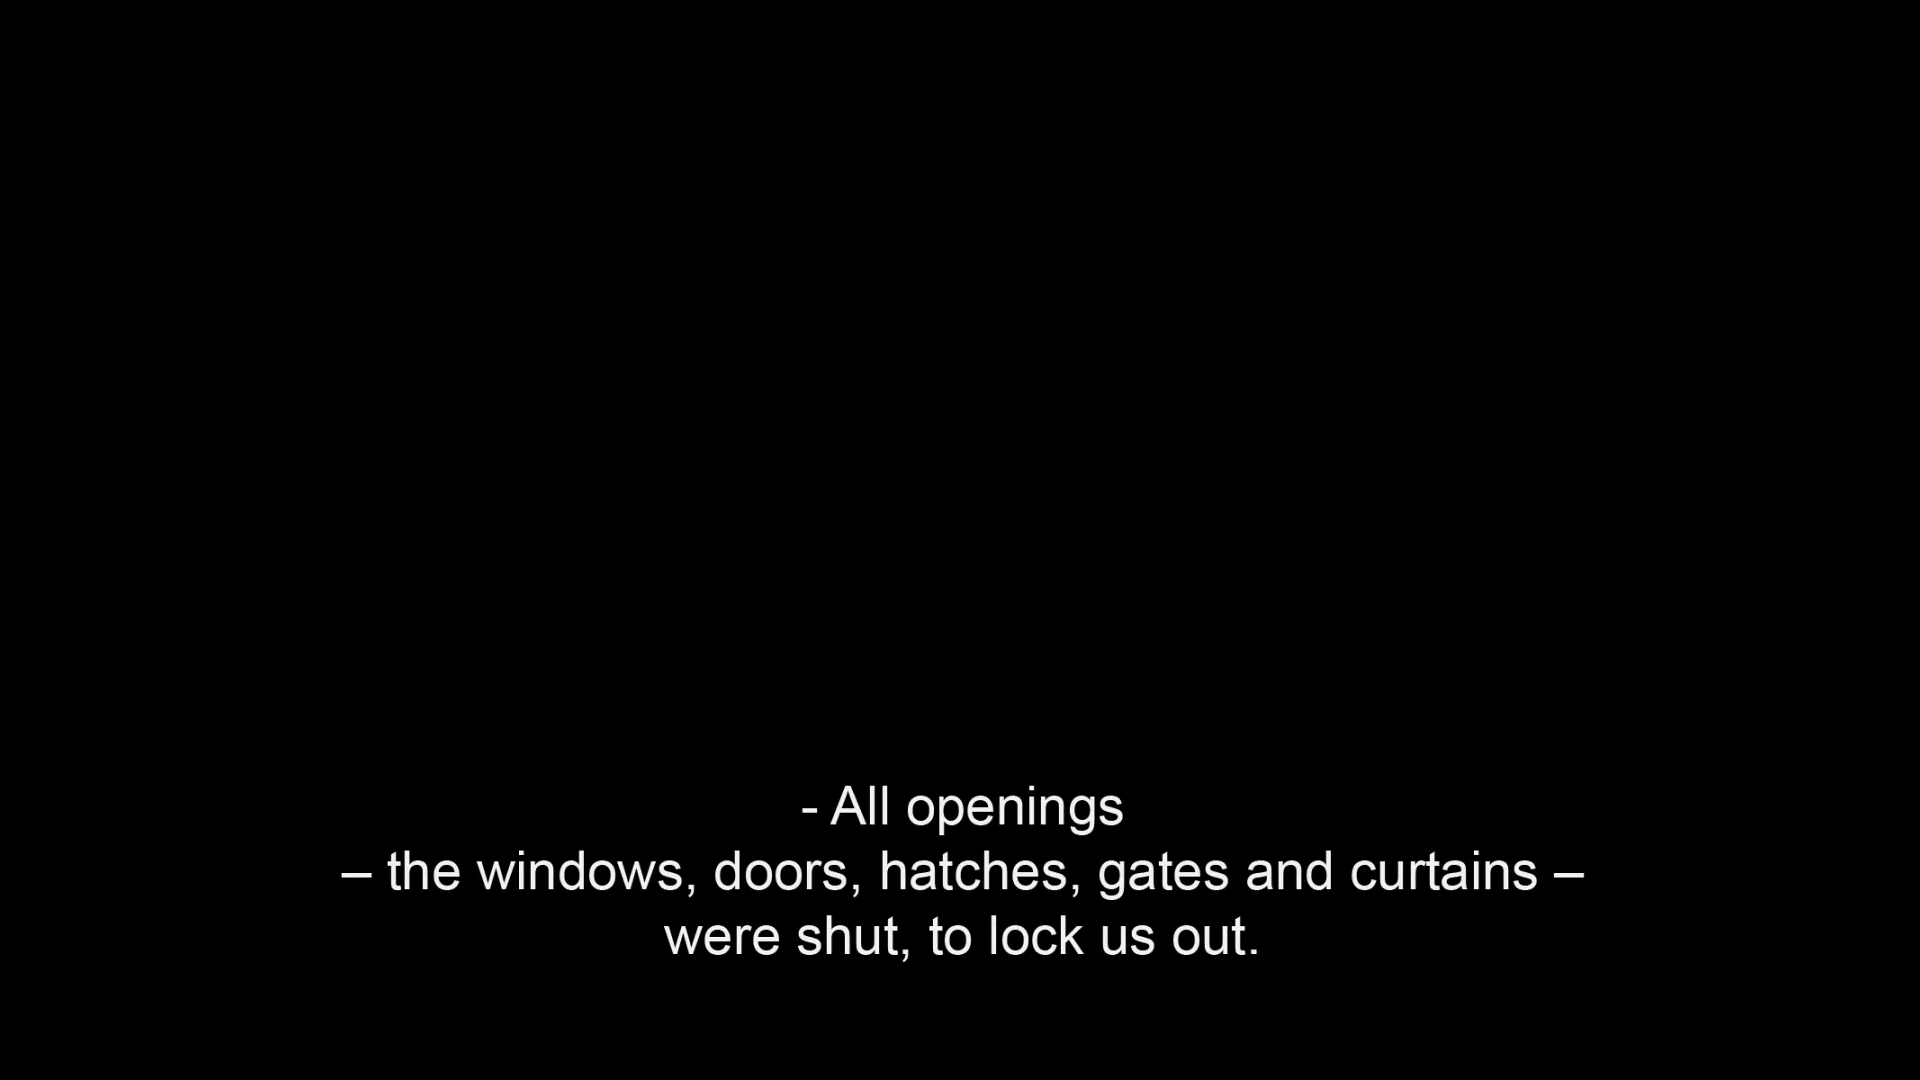 - All openings
– the windows, doors, hatches, gates and curtains –
were shut, to lock us out.